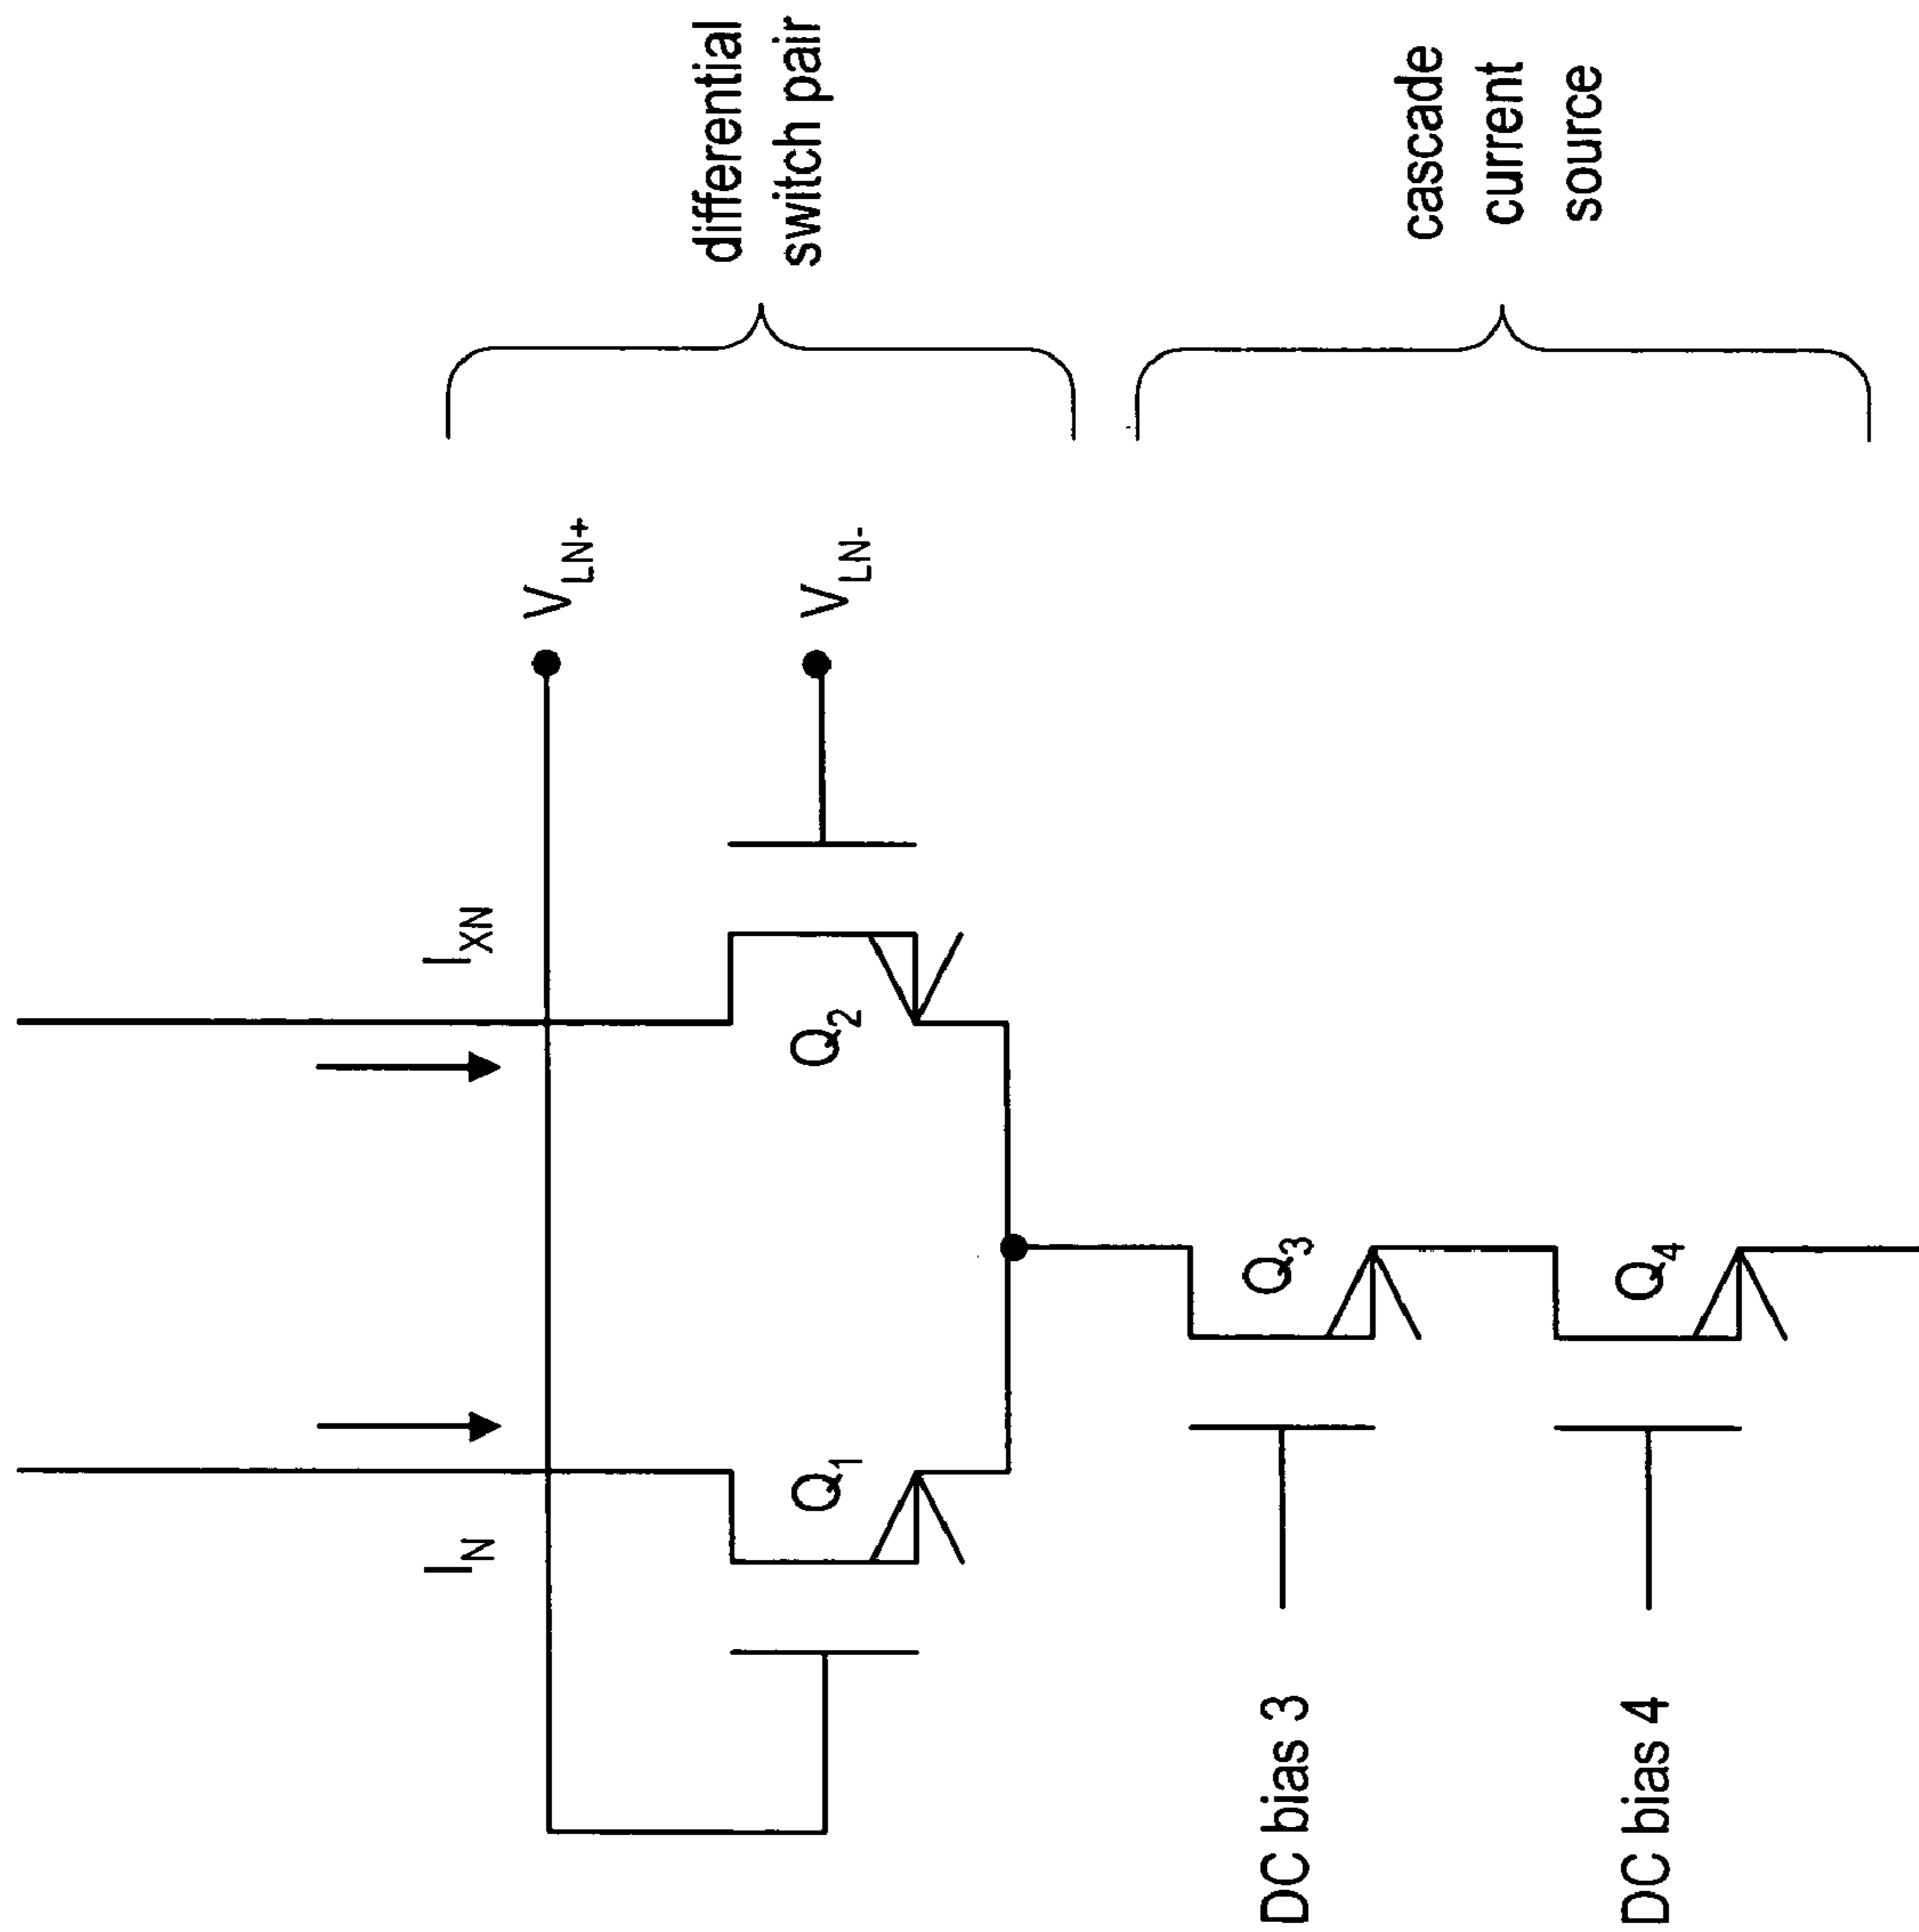 differential
switch pair
cascade
current
source
V_LN+
V_LN-
I_XN
I_N
Q_2
Q_1
Q_3
Q_4
DC bias 3
DC bias 4